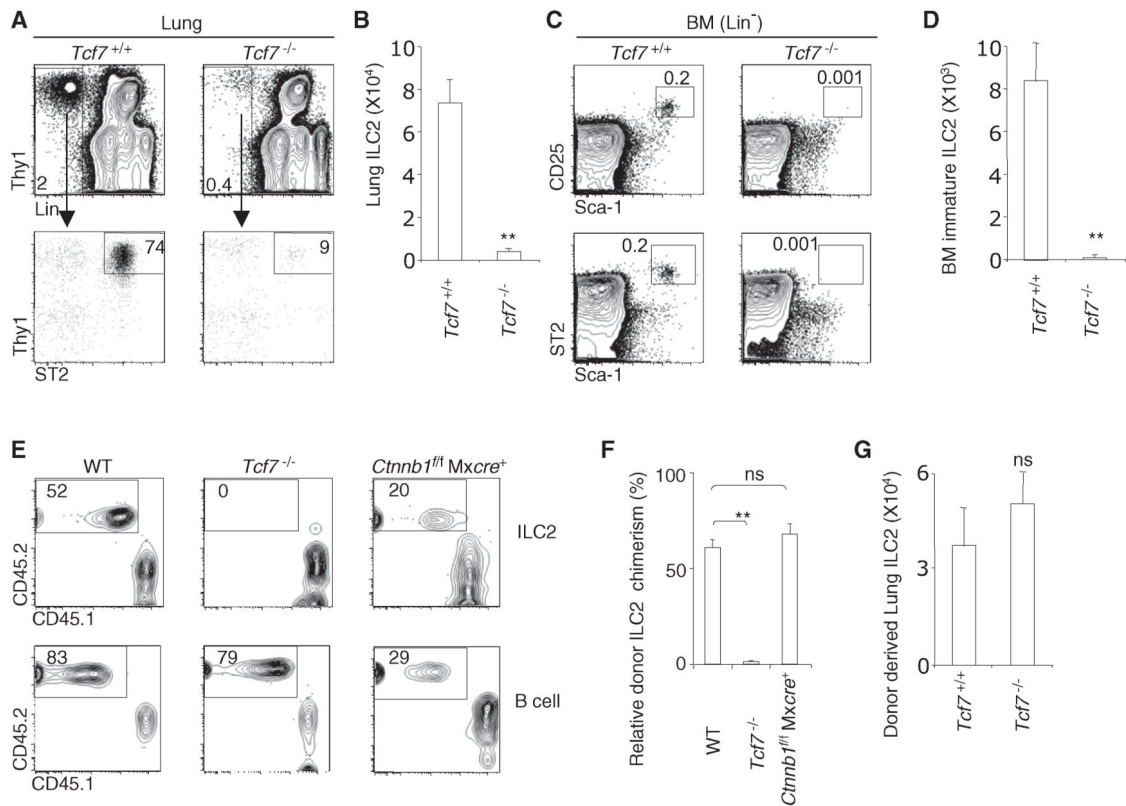 A
Lung
Tcf7 +/+
Tcf7 -/-
Thy1
2
0.4
Lin
74
9
Thy1
ST2
B
Lung ILC2 (X10⁴)
10
8
6
4
2
0
**
Tcf7 +/+
Tcf7 -/-
C
BM (Lin⁻)
Tcf7 +/+
Tcf7 -/-
0.2
0.001
CD25
Sca-1
0.2
0.001
ST2
Sca-1
D
BM immature ILC2 (X10³)
10
8
6
4
2
0
**
Tcf7 +/+
Tcf7 -/-
E
WT
Tcf7 -/-
Ctnnb1 f/f Mxcre+
52
0
20
ILC2
CD45.2
CD45.1
83
79
29
B cell
CD45.2
CD45.1
F
Relative donor ILC2 chimerism (%)
100
50
0
ns
**
WT
Tcf7 -/-
Ctnnb1 f/f Mxcre+
G
Donor derived Lung ILC2 (X10⁴)
6
3
0
ns
Tcf7 +/+
Tcf7 -/-